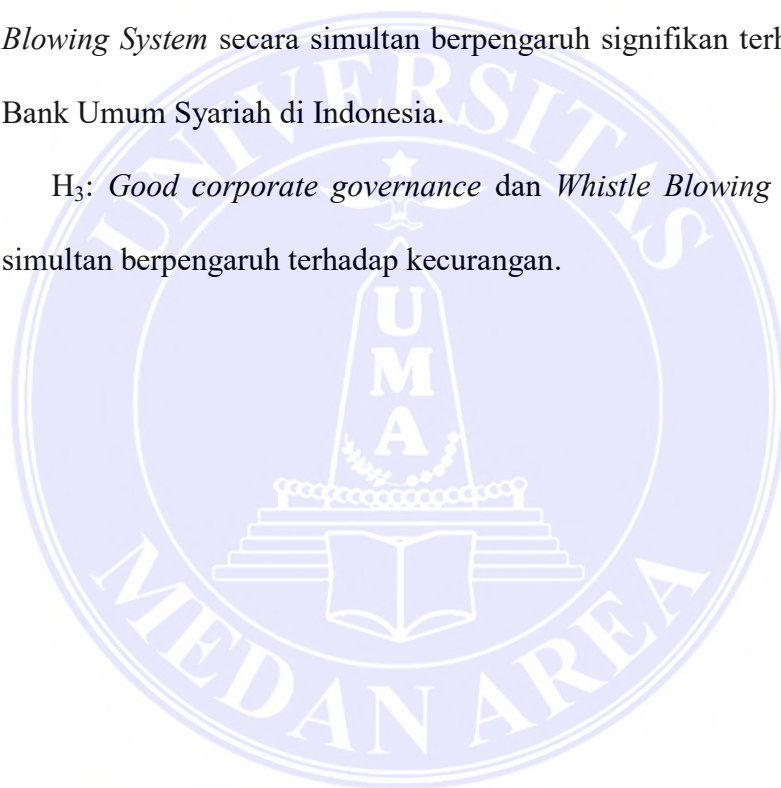 Blowing System secara simultan berpengaruh signifikan terh
Bank Umum Syariah di Indonesia.
H₃: Good corporate governance dan Whistle Blowing
simultan berpengaruh terhadap kecurangan.
UNIVERSITAS
UMA
MEDAN AREA